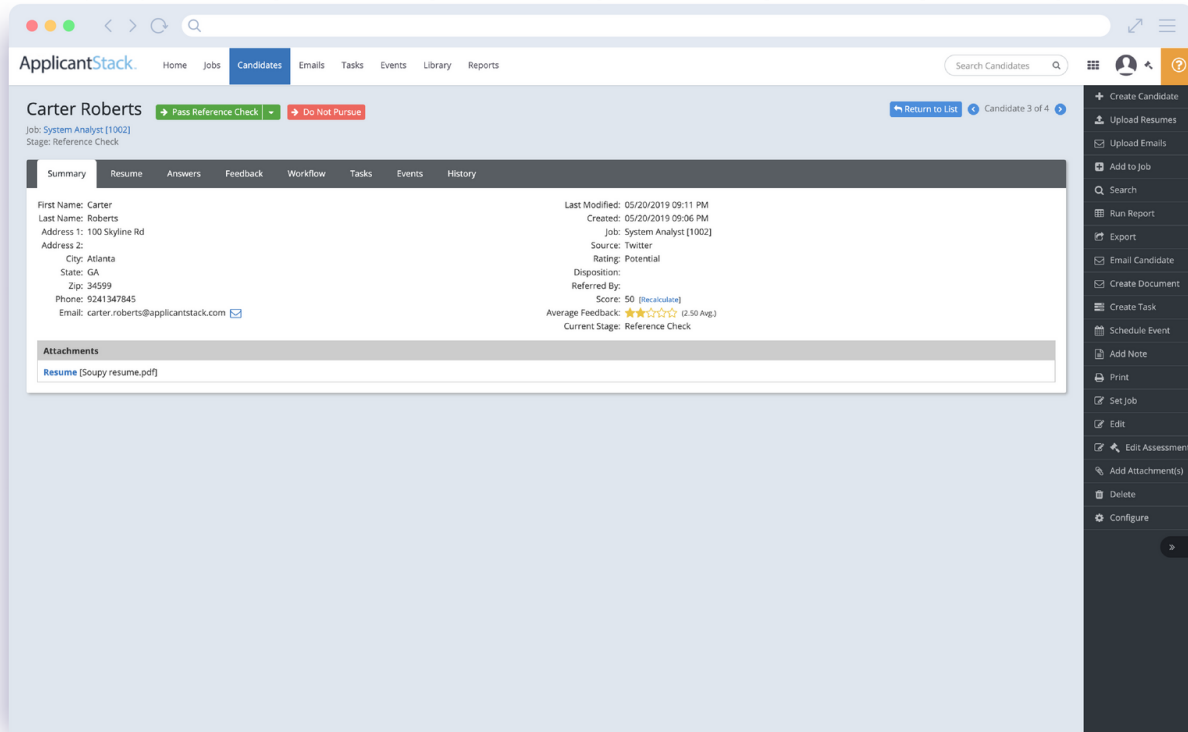 ApplicantStack
Home Jobs Candidates Emails Tasks Events Library Reports
Search Candidates
Carter Roberts
Pass Reference Check
Do Not Pursue
Return to List
Candidate 3 of 4
Job: System Analyst [1002]
Stage: Reference Check
Summary Resume Answers Feedback Workflow Tasks Events History
First Name: Carter
Last Name: Roberts
Address 1: 100 Skyline Rd
Address 2:
City: Atlanta
State: GA
Zip: 34599
Phone: 9241347845
Email: carter.roberts@applicantstack.com
Last Modified: 05/20/2019 09:11 PM
Created: 05/20/2019 09:06 PM
Job: System Analyst [1002]
Source: Twitter
Rating: Potential
Disposition:
Referred By:
Score: 50 [Recalculate]
Average Feedback: (2.50 Avg.)
Current Stage: Reference Check
Attachments
Resume [Soupy resume.pdf]
Create Candidate
Upload Resumes
Upload Emails
Add to Job
Search
Run Report
Export
Email Candidate
Create Document
Create Task
Schedule Event
Add Note
Print
Set Job
Edit
Edit Assessment
Add Attachment(s)
Delete
Configure